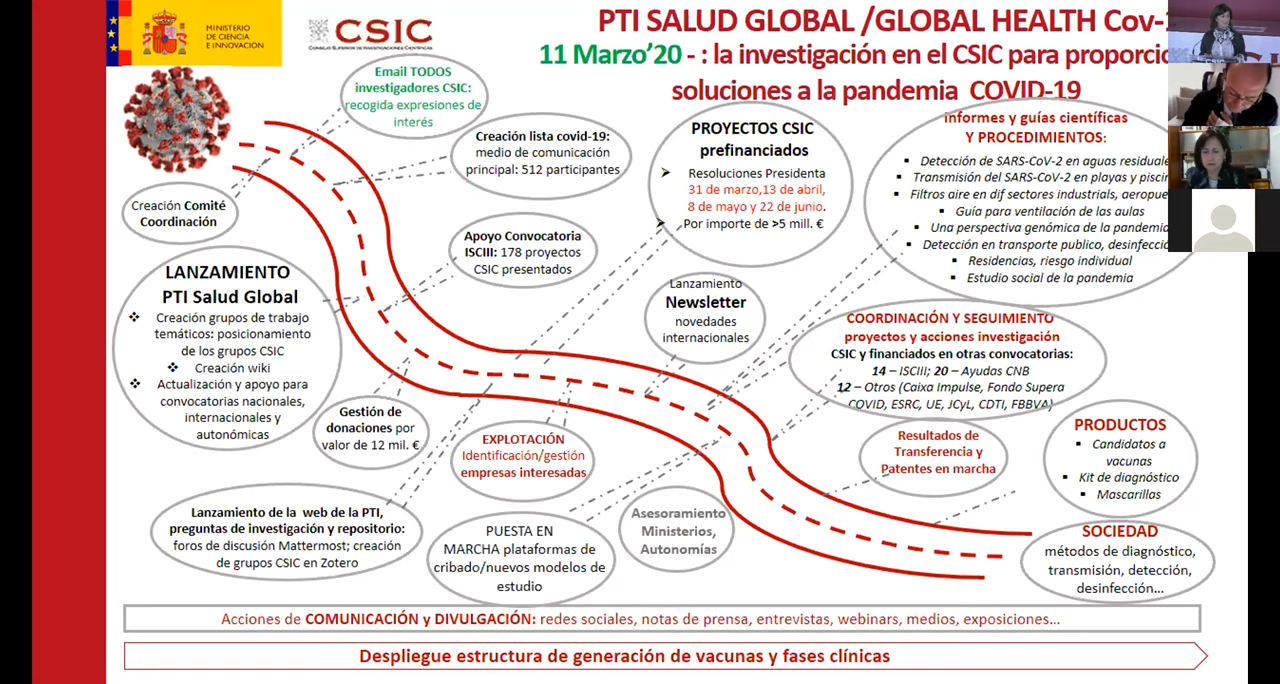 MINISTERIO
DE CIENCIA
E INNOVACIÓN
CSIC
CONSEJO SUPERIOR DE INVESTIGACIONES CIENTÍFICAS
PTI SALUD GLOBAL /GLOBAL HEALTH Cov-1
11 Marzo'20 - : la investigación en el CSIC para proporcio
soluciones a la pandemia COVID-19
Email TODOS
investigadores CSIC:
recogida expresiones de
interés
Creación lista covid-19:
medio de comunicación
principal: 512 participantes
PROYECTOS CSIC
prefinanciados
➢ Resoluciones Presidenta
31 de marzo,13 de abril,
8 de mayo y 22 de junio.
➢ Por importe de >5 mill. €
informes y guías científicas
Y PROCEDIMIENTOS:
▪ Detección de SARS-CoV-2 en aguas residuale
▪ Transmisión del SARS-CoV-2 en playas y piscin
▪ Filtros aire en dif sectores industrials, aeropue
▪ Guía para ventilación de las aulas
▪ Una perspectiva genómica de la pandemia
▪ Detección en transporte publico, desinfecció
▪ Residencias, riesgo individual
▪ Estudio social de la pandemia
Creación Comité
Coordinación
Apoyo Convocatoria
ISCIII: 178 proyectos
CSIC presentados
LANZAMIENTO
PTI Salud Global
❖ Creación grupos de trabajo
temáticos: posicionamiento
de los grupos CSIC
❖ Creación wiki
❖ Actualización y apoyo para
convocatorias nacionales,
internacionales y
autonómicas
Lanzamiento
Newsletter
novedades
internacionales
COORDINACIÓN Y SEGUIMIENTO
proyectos y acciones investigación
CSIC y financiados en otras convocatorias:
14 – ISCIII; 20 – Ayudas CNB
12 – Otros (Caixa Impulse, Fondo Supera
COVID, ESRC, UE, JCyL, CDTI, FBBVA)
Gestión de
donaciones por
valor de 12 mil. €
EXPLOTACIÓN
Identificación/gestión
empresas interesadas
Resultados de
Transferencia y
Patentes en marcha
PRODUCTOS
▪ Candidatos a
vacunas
▪ Kit de diagnóstico
▪ Mascarillas
Lanzamiento de la web de la PTI,
preguntas de investigación y repositorio:
foros de discusión Mattermost; creación
de grupos CSIC en Zotero
PUESTA EN
MARCHA plataformas de
cribado/nuevos modelos de
estudio
Asesoramiento
Ministerios,
Autonomías
SOCIEDAD
métodos de diagnóstico,
transmisión, detección,
desinfección...
Acciones de COMUNICACIÓN y DIVULGACIÓN: redes sociales, notas de prensa, entrevistas, webinars, medios, exposiciones...
Despliegue estructura de generación de vacunas y fases clínicas